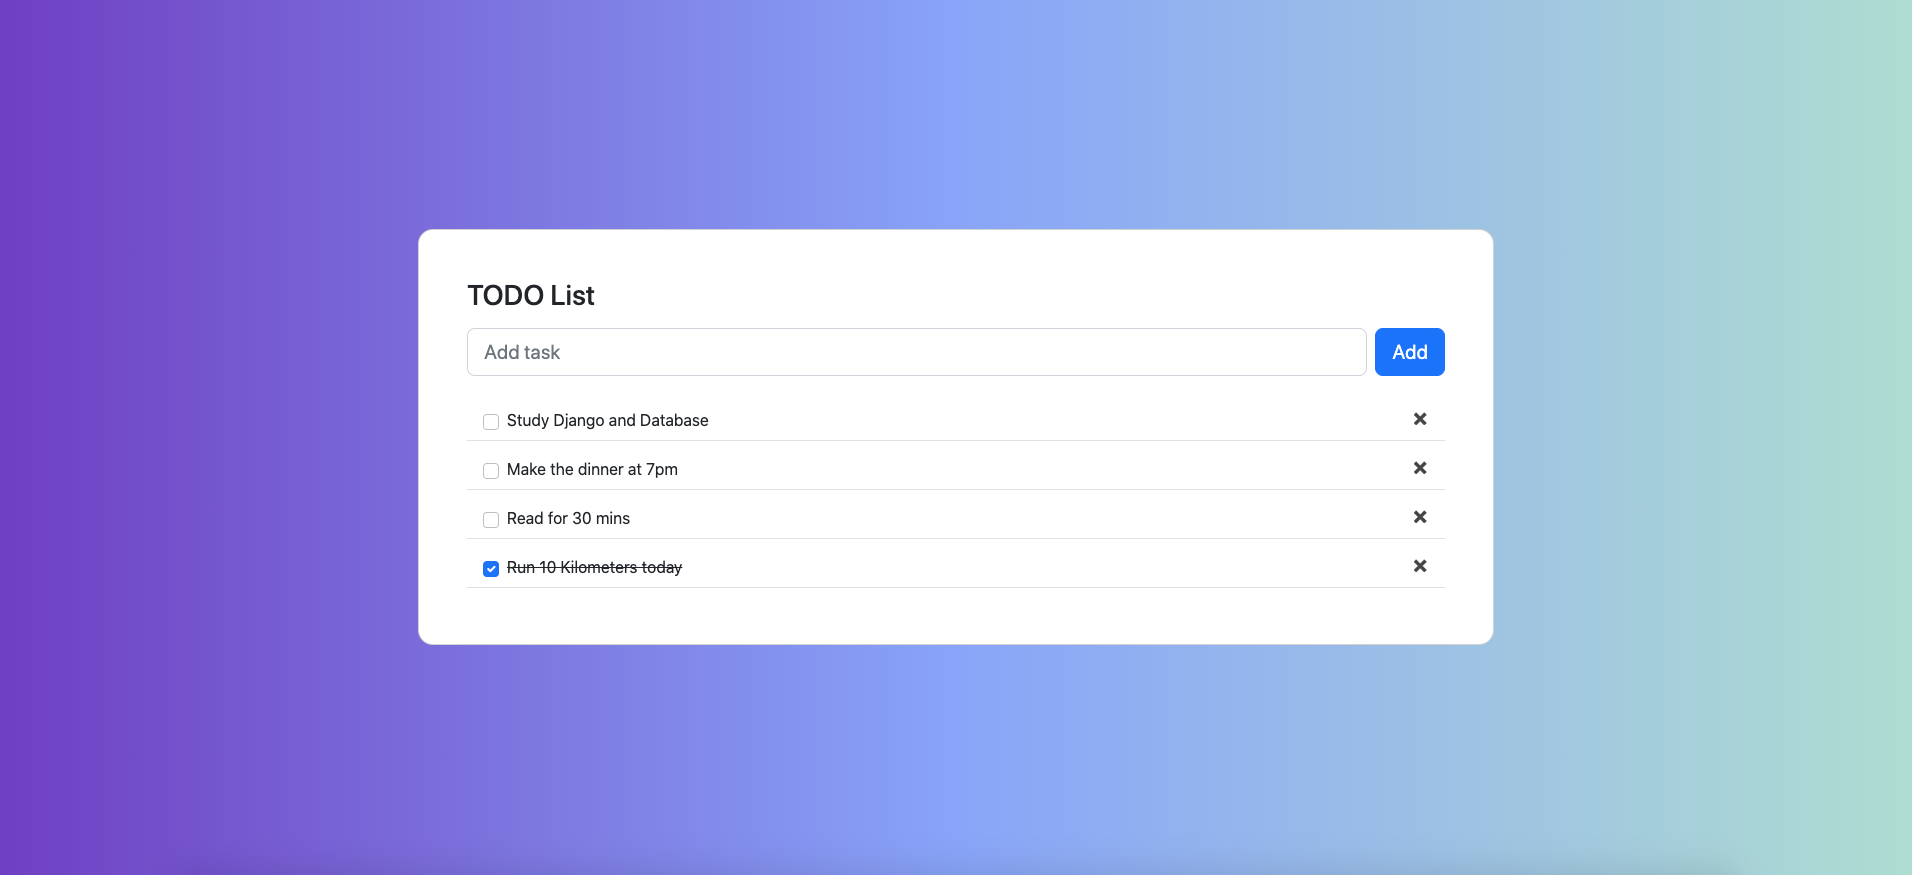 TODO List
Add task
Add
Study Django and Database
Make the dinner at 7pm
Read for 30 mins
Run 10 Kilometers today